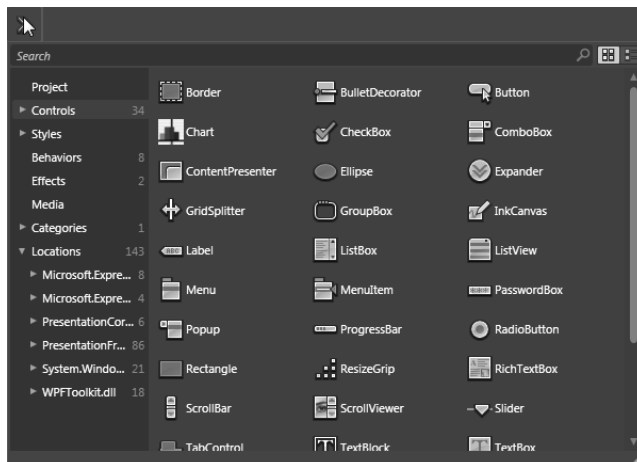 Search
Project
Controls 34
Styles
Behaviors 8
Effects 2
Media
Categories 1
Locations 143
Microsoft.Expre... 8
Microsoft.Expre... 4
PresentationCor... 6
PresentationFr... 86
System.Windo... 21
WPFToolkit.dll 18
Border BulletDecorator Button
Chart CheckBox ComboBox
ContentPresenter Ellipse Expander
GridSplitter GroupBox InkCanvas
Label ListBox ListView
Menu MenuItem PasswordBox
Popup ProgressBar RadioButton
Rectangle ResizeGrip RichTextBox
ScrollBar ScrollViewer Slider
TabControl TextBlock TextBox